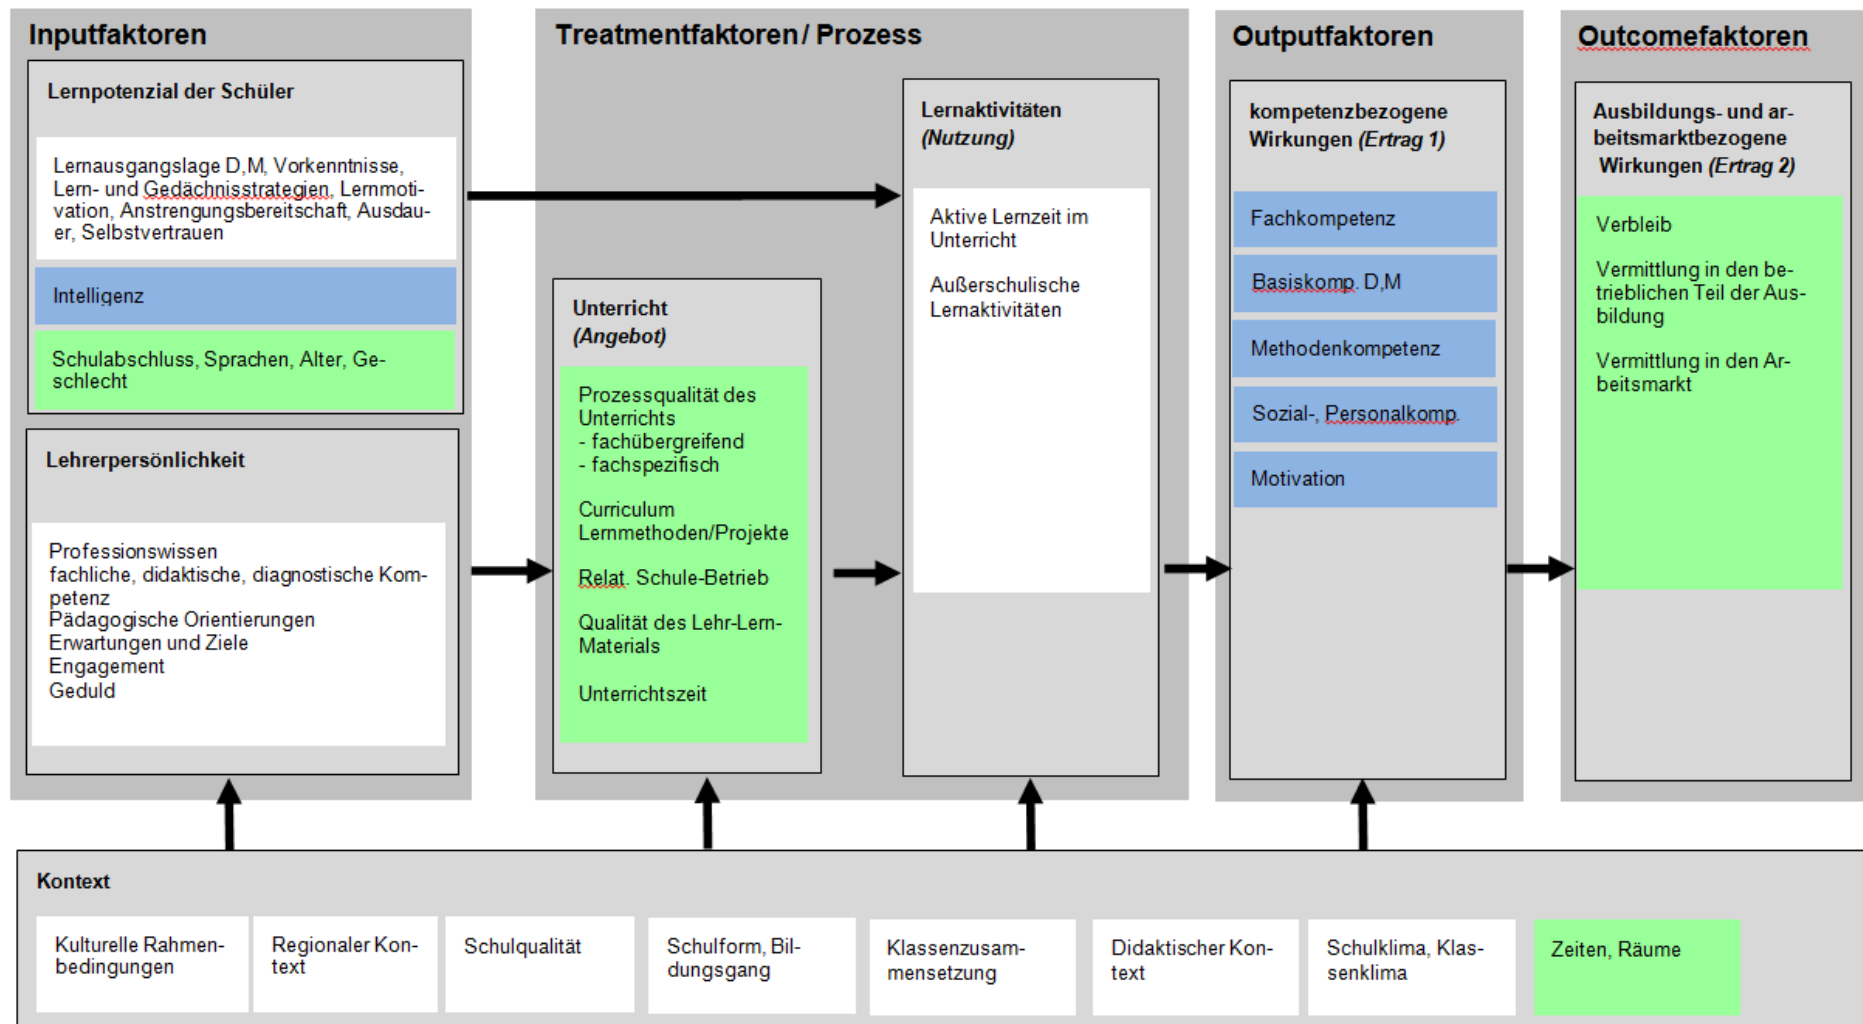 Inputfaktoren
Lernpotenzial der Schüler
Lernausgangslage D,M, Vorkenntnisse,
Lern- und Gedächnisstrategien, Lernmoti-
vation, Anstrengungsbereitschaft, Ausdau-
er, Selbstvertrauen
Intelligenz
Schulabschluss, Sprachen, Alter, Ge-
schlecht
Lehrerpersönlichkeit
Professionswissen
fachliche, didaktische, diagnostische Kom-
petenz
Pädagogische Orientierungen
Erwartungen und Ziele
Engagement
Geduld
Treatmentfaktoren / Prozess
Unterricht
(Angebot)
Prozessqualität des
Unterrichts
- fachübergreifend
- fachspezifisch
Curriculum
Lernmethoden/Projekte
Relat. Schule-Betrieb
Qualität des Lehr-Lern-
Materials
Unterrichtszeit
Lernaktivitäten
(Nutzung)
Aktive Lernzeit im
Unterricht
Außerschulische
Lernaktivitäten
Outputfaktoren
kompetenzbezogene
Wirkungen (Ertrag 1)
Fachkompetenz
Basiskomp. D,M
Methodenkompetenz
Sozial-, Personalkomp.
Motivation
Outcomefaktoren
Ausbildungs- und ar-
beitsmarktbezogene
Wirkungen (Ertrag 2)
Verbleib
Vermittlung in den be-
trieblichen Teil der Aus-
bildung
Vermittlung in den Ar-
beitsmarkt
Kontext
Kulturelle Rahmen-
bedingungen
Regionaler Kon-
text
Schulqualität
Schulform, Bil-
dungsgang
Klassenzusam-
mensetzung
Didaktischer Kon-
text
Schulklima, Klas-
senklima
Zeiten, Räume